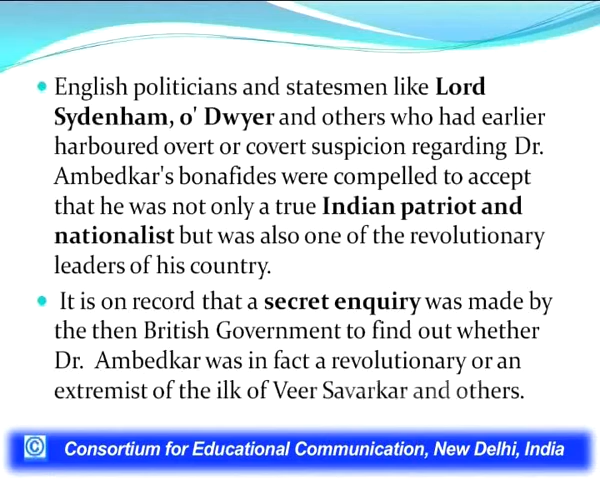 English politicians and statesmen like Lord
Sydenham, o' Dwyer and others who had earlier
harboured overt or covert suspicion regarding Dr.
Ambedkar's bonafides were compelled to accept
that he was not only a true Indian patriot and
nationalist but was also one of the revolutionary
leaders of his country.
It is on record that a secret enquiry was made by
the then British Government to find out whether
Dr. Ambedkar was in fact a revolutionary or an
extremist of the ilk of Veer Savarkar and others.
© Consortium for Educational Communication, New Delhi, India